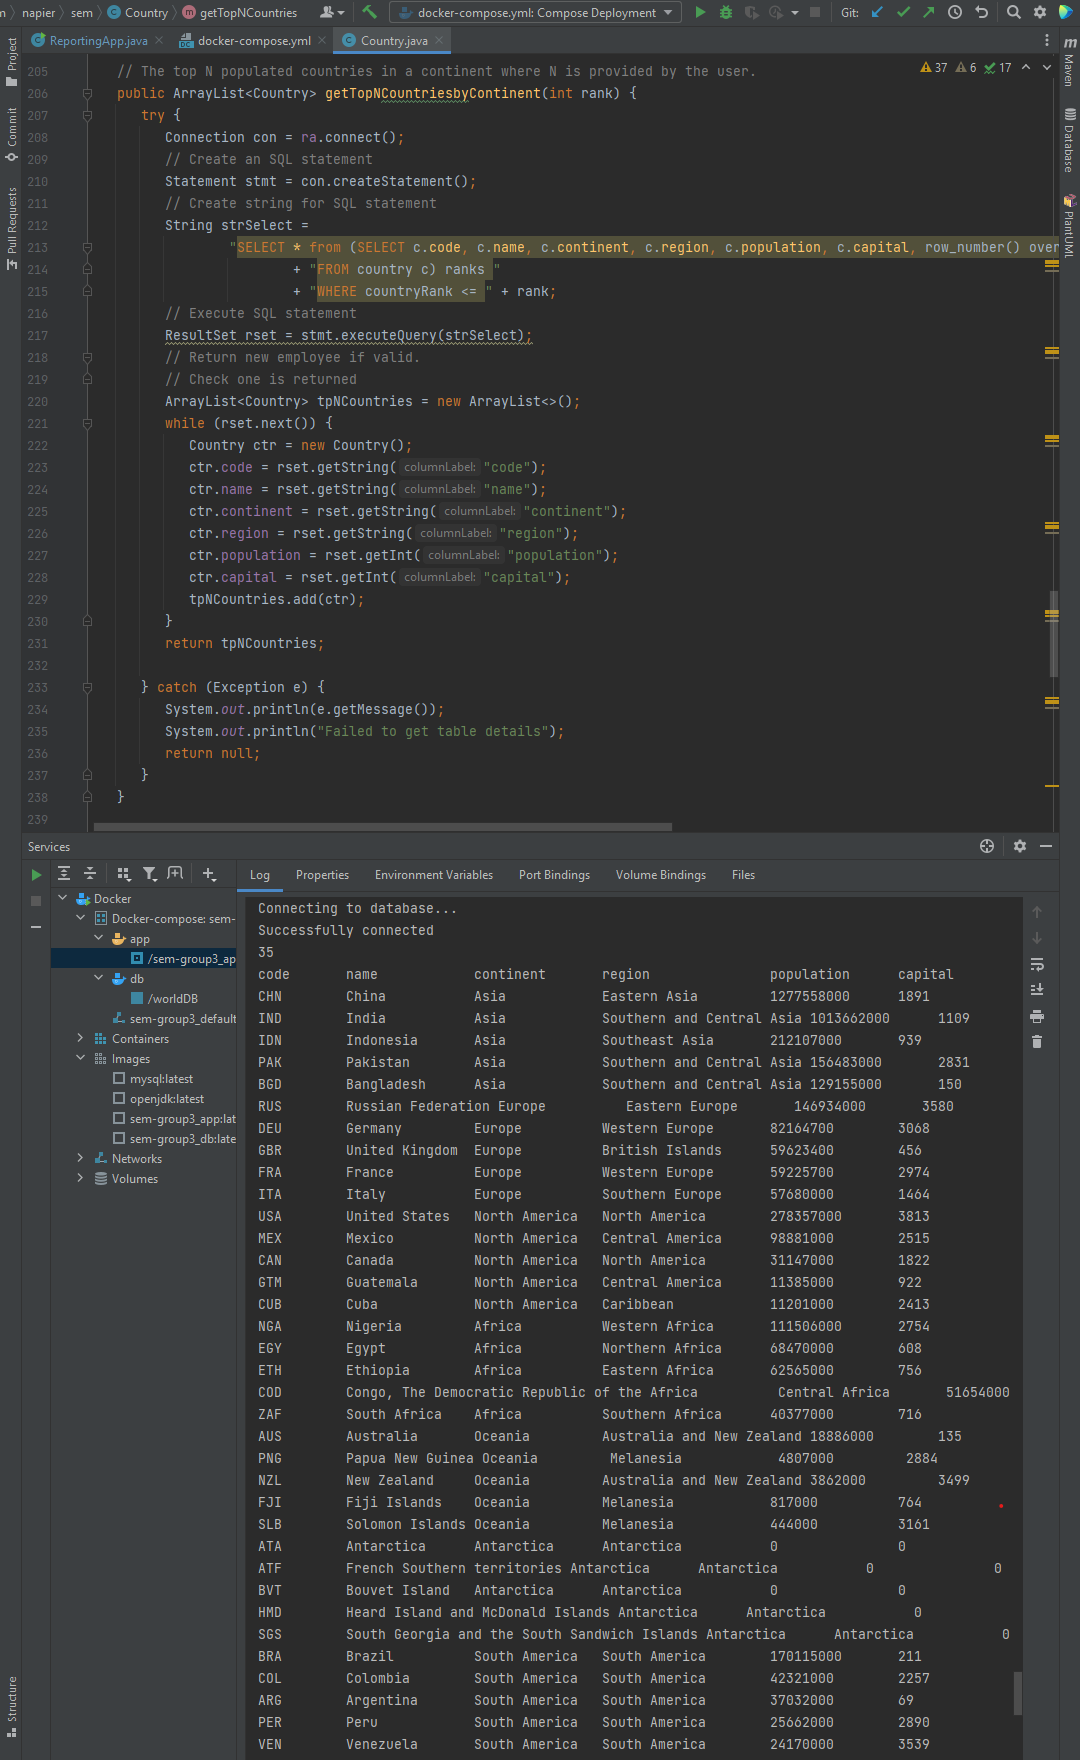 n napier sem Country getTopNCountries docker-compose.yml: Compose Deployment Git:
ReportingApp.java docker-compose.yml Country.java
Project
Commit
Pull Requests
Structure
Maven
Database
PlantUML
37 6 17
205 // The top N populated countries in a continent where N is provided by the user.
206 public ArrayList<Country> getTopNCountriesbyContinent(int rank) {
207 try {
208 Connection con = ra.connect();
209 // Create an SQL statement
210 Statement stmt = con.createStatement();
211 // Create string for SQL statement
212 String strSelect =
213 "SELECT * from (SELECT c.code, c.name, c.continent, c.region, c.population, c.capital, row_number() over
214 + "FROM country c) ranks "
215 + "WHERE countryRank <= " + rank;
216 // Execute SQL statement
217 ResultSet rset = stmt.executeQuery(strSelect);
218 // Return new employee if valid.
219 // Check one is returned
220 ArrayList<Country> tpNCountries = new ArrayList<>();
221 while (rset.next()) {
222 Country ctr = new Country();
223 ctr.code = rset.getString( columnLabel: "code");
224 ctr.name = rset.getString( columnLabel: "name");
225 ctr.continent = rset.getString( columnLabel: "continent");
226 ctr.region = rset.getString( columnLabel: "region");
227 ctr.population = rset.getInt( columnLabel: "population");
228 ctr.capital = rset.getInt( columnLabel: "capital");
229 tpNCountries.add(ctr);
230 }
231 return tpNCountries;
232
233 } catch (Exception e) {
234 System.out.println(e.getMessage());
235 System.out.println("Failed to get table details");
236 return null;
237 }
238 }
239
Services
Docker
Docker-compose: sem-
app
/sem-group3_ap
db
/worldDB
sem-group3_default
Containers
Images
mysql:latest
openjdk:latest
sem-group3_app:lat
sem-group3_db:late
Networks
Volumes
Log Properties Environment Variables Port Bindings Volume Bindings Files
Connecting to database...
Successfully connected
35
code name continent region population capital
CHN China Asia Eastern Asia 1277558000 1891
IND India Asia Southern and Central Asia 1013662000 1109
IDN Indonesia Asia Southeast Asia 212107000 939
PAK Pakistan Asia Southern and Central Asia 156483000 2831
BGD Bangladesh Asia Southern and Central Asia 129155000 150
RUS Russian Federation Europe Eastern Europe 146934000 3580
DEU Germany Europe Western Europe 82164700 3068
GBR United Kingdom Europe British Islands 59623400 456
FRA France Europe Western Europe 59225700 2974
ITA Italy Europe Southern Europe 57680000 1464
USA United States North America North America 278357000 3813
MEX Mexico North America Central America 98881000 2515
CAN Canada North America North America 31147000 1822
GTM Guatemala North America Central America 11385000 922
CUB Cuba North America Caribbean 11201000 2413
NGA Nigeria Africa Western Africa 111506000 2754
EGY Egypt Africa Northern Africa 68470000 608
ETH Ethiopia Africa Eastern Africa 62565000 756
COD Congo, The Democratic Republic of the Africa Central Africa 51654000
ZAF South Africa Africa Southern Africa 40377000 716
AUS Australia Oceania Australia and New Zealand 18886000 135
PNG Papua New Guinea Oceania Melanesia 4807000 2884
NZL New Zealand Oceania Australia and New Zealand 3862000 3499
FJI Fiji Islands Oceania Melanesia 817000 764
SLB Solomon Islands Oceania Melanesia 444000 3161
ATA Antarctica Antarctica Antarctica 0 0
ATF French Southern territories Antarctica Antarctica 0 0
BVT Bouvet Island Antarctica Antarctica 0 0
HMD Heard Island and McDonald Islands Antarctica Antarctica 0
SGS South Georgia and the South Sandwich Islands Antarctica Antarctica 0
BRA Brazil South America South America 170115000 211
COL Colombia South America South America 42321000 2257
ARG Argentina South America South America 37032000 69
PER Peru South America South America 25662000 2890
VEN Venezuela South America South America 24170000 3539